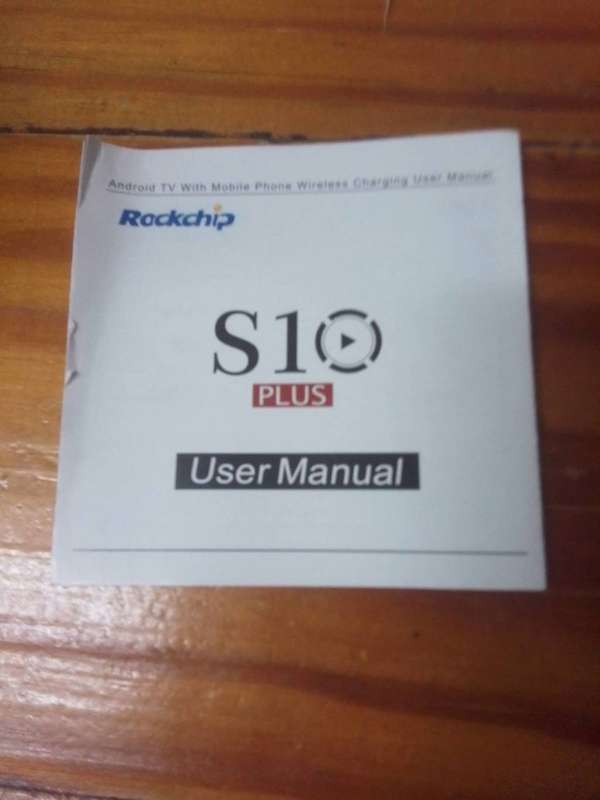 Android TV With Mobile Phone Wireless Charging User Manual
Rockchip
S10
PLUS
User Manual